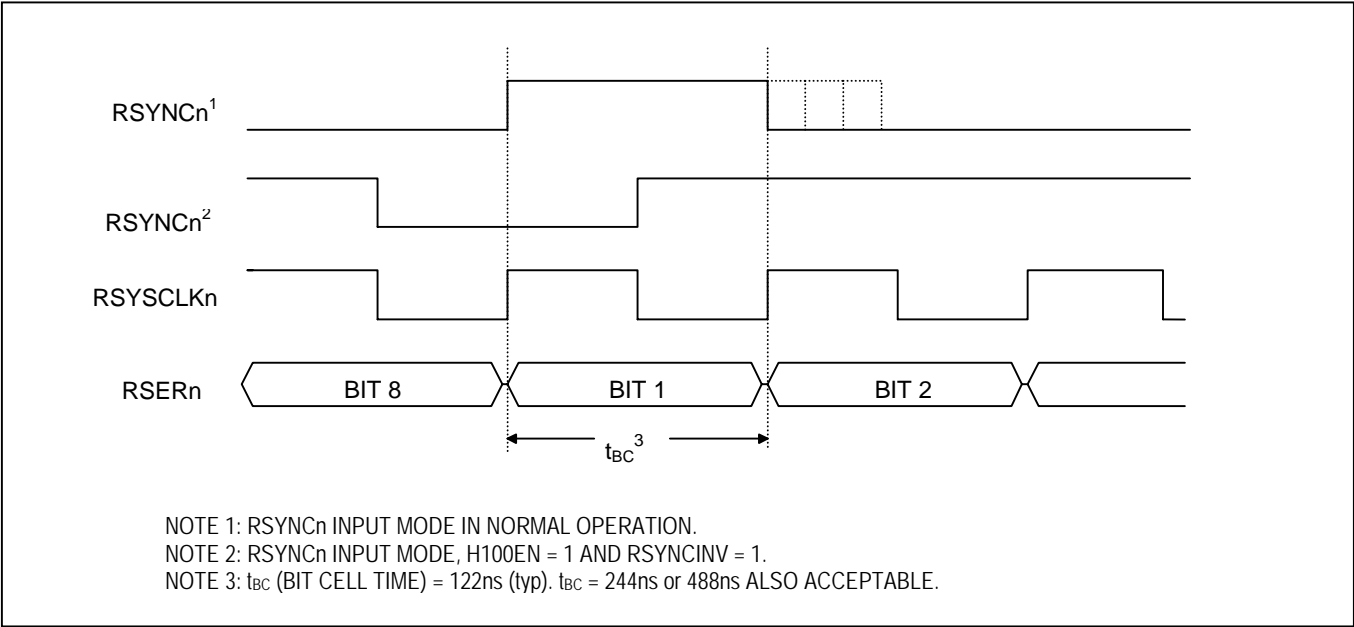 RSYNCn¹
RSYNCn²
RSYSCLKn
RSERn
BIT 8
BIT 1
BIT 2
tBC³
NOTE 1: RSYNCn INPUT MODE IN NORMAL OPERATION.
NOTE 2: RSYNCn INPUT MODE, H100EN = 1 AND RSYNCINV = 1.
NOTE 3: tBC (BIT CELL TIME) = 122ns (typ). tBC = 244ns or 488ns ALSO ACCEPTABLE.